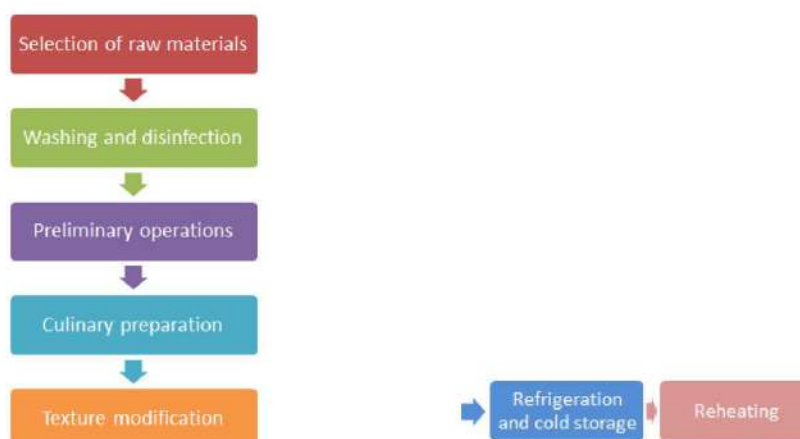 Selection of raw materials
Washing and disinfection
Preliminary operations
Culinary preparation
Texture modification
Refrigeration
and cold storage
Reheating